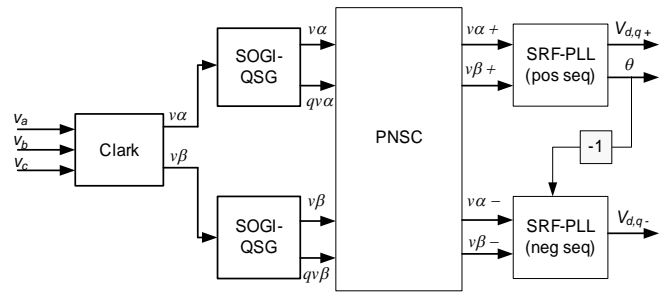 va
vb
vc
Clark
vα
vβ
SOGI-
QSG
vα
qvα
SOGI-
QSG
vβ
qvβ
PNSC
vα +
vβ +
vα −
vβ −
SRF-PLL
(pos seq)
Vd,q +
θ
-1
SRF-PLL
(neg seq)
Vd,q -